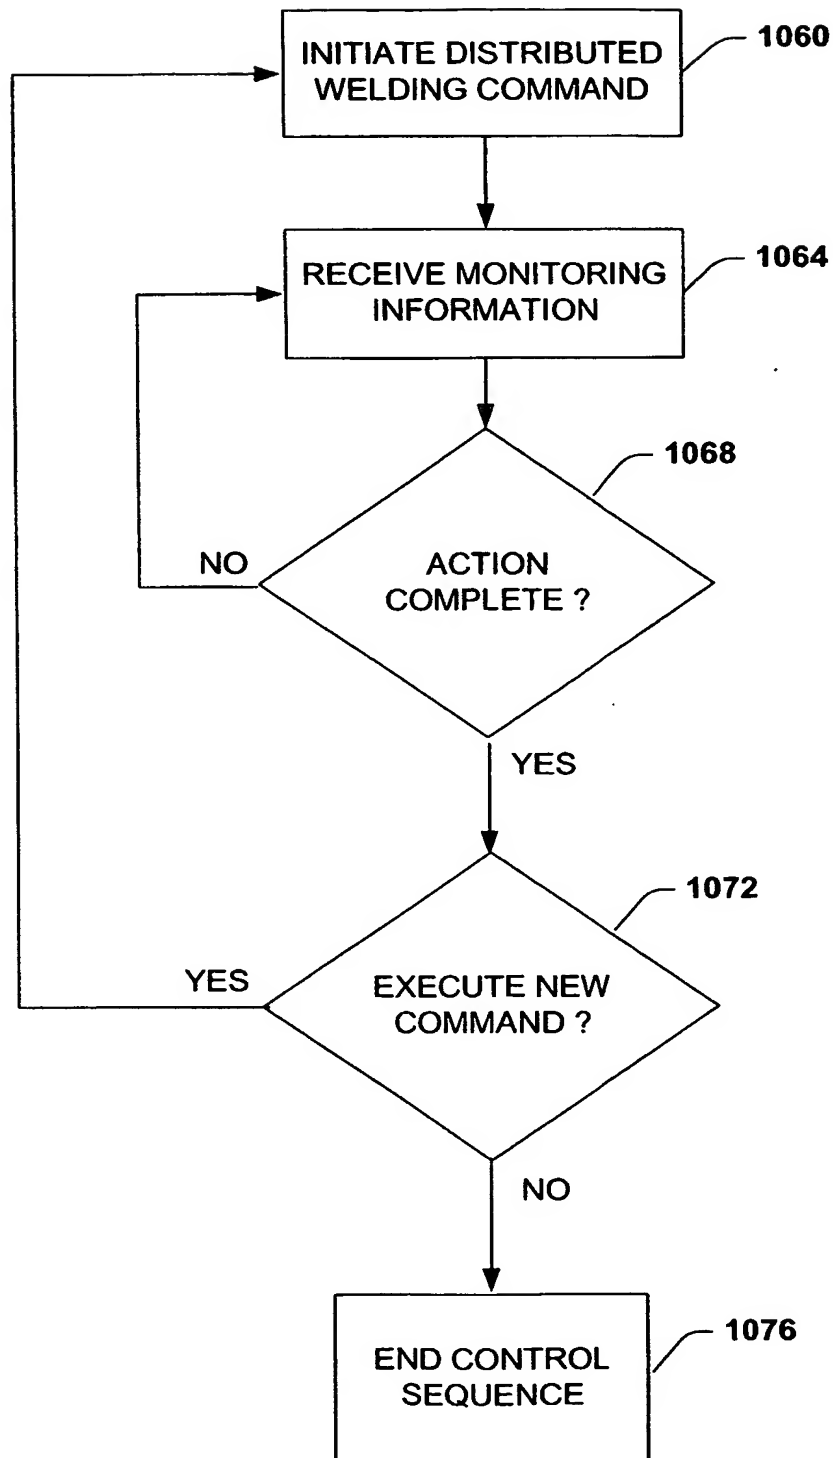 INITIATE DISTRIBUTED
WELDING COMMAND
1060
RECEIVE MONITORING
INFORMATION
1064
1068
ACTION
COMPLETE ?
NO
YES
1072
EXECUTE NEW
COMMAND ?
YES
NO
END CONTROL
SEQUENCE
1076